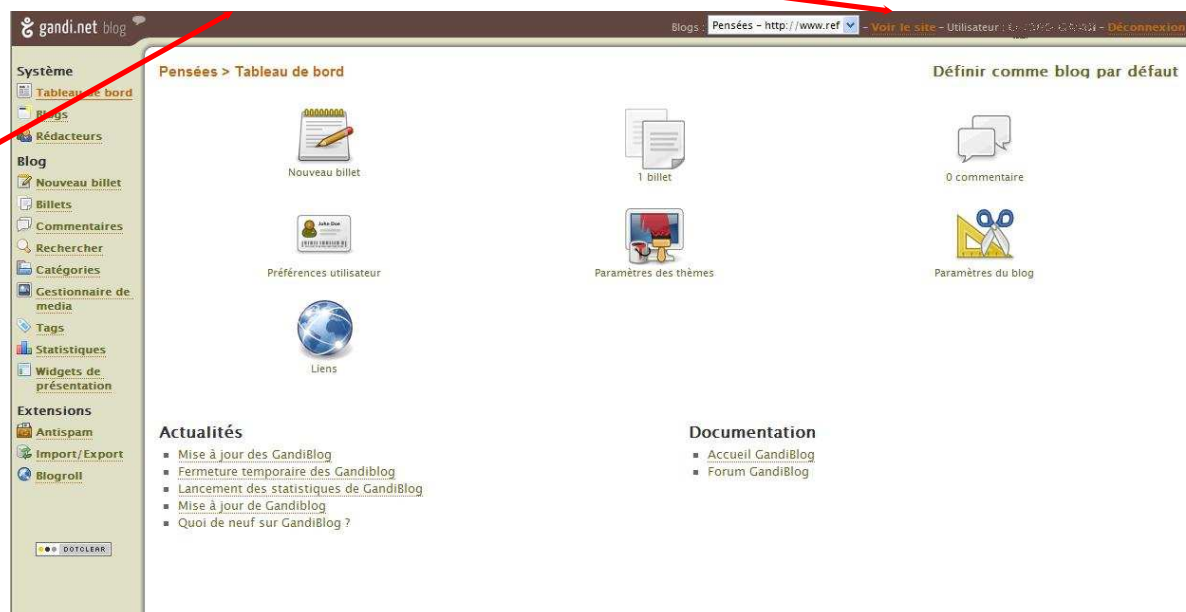 gandi.net blog
Blogs : Pensées - http://www.ref - Voir le site - Utilisateur : - Déconnexion
Système
Tableau de bord
Blogs
Rédacteurs
Blog
Nouveau billet
Billets
Commentaires
Rechercher
Catégories
Gestionnaire de
media
Tags
Statistiques
Widgets de
présentation
Extensions
Antispam
Import/Export
Blogroll
DOTCLEAR
Pensées > Tableau de bord
Définir comme blog par défaut
Nouveau billet
1 billet
0 commentaire
John Doe
Préférences utilisateur
Paramètres des thèmes
Paramètres du blog
Liens
Actualités
Mise à jour des GandiBlog
Fermeture temporaire des Gandiblog
Lancement des statistiques de GandiBlog
Mise à jour de Gandiblog
Quoi de neuf sur GandiBlog ?
Documentation
Accueil GandiBlog
Forum GandiBlog